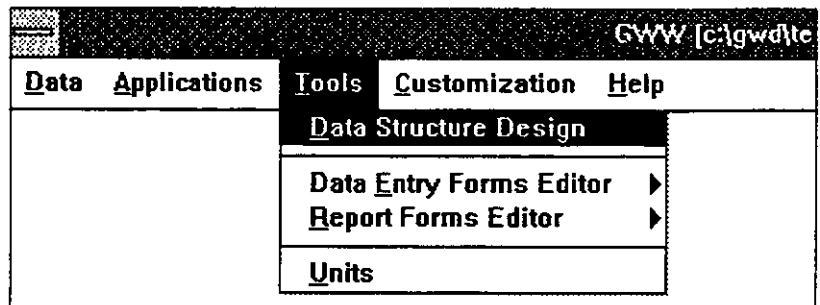 GWW [c:\gwd\te
Data Applications Tools Customization Help
Data Structure Design
Data Entry Forms Editor
Report Forms Editor
Units